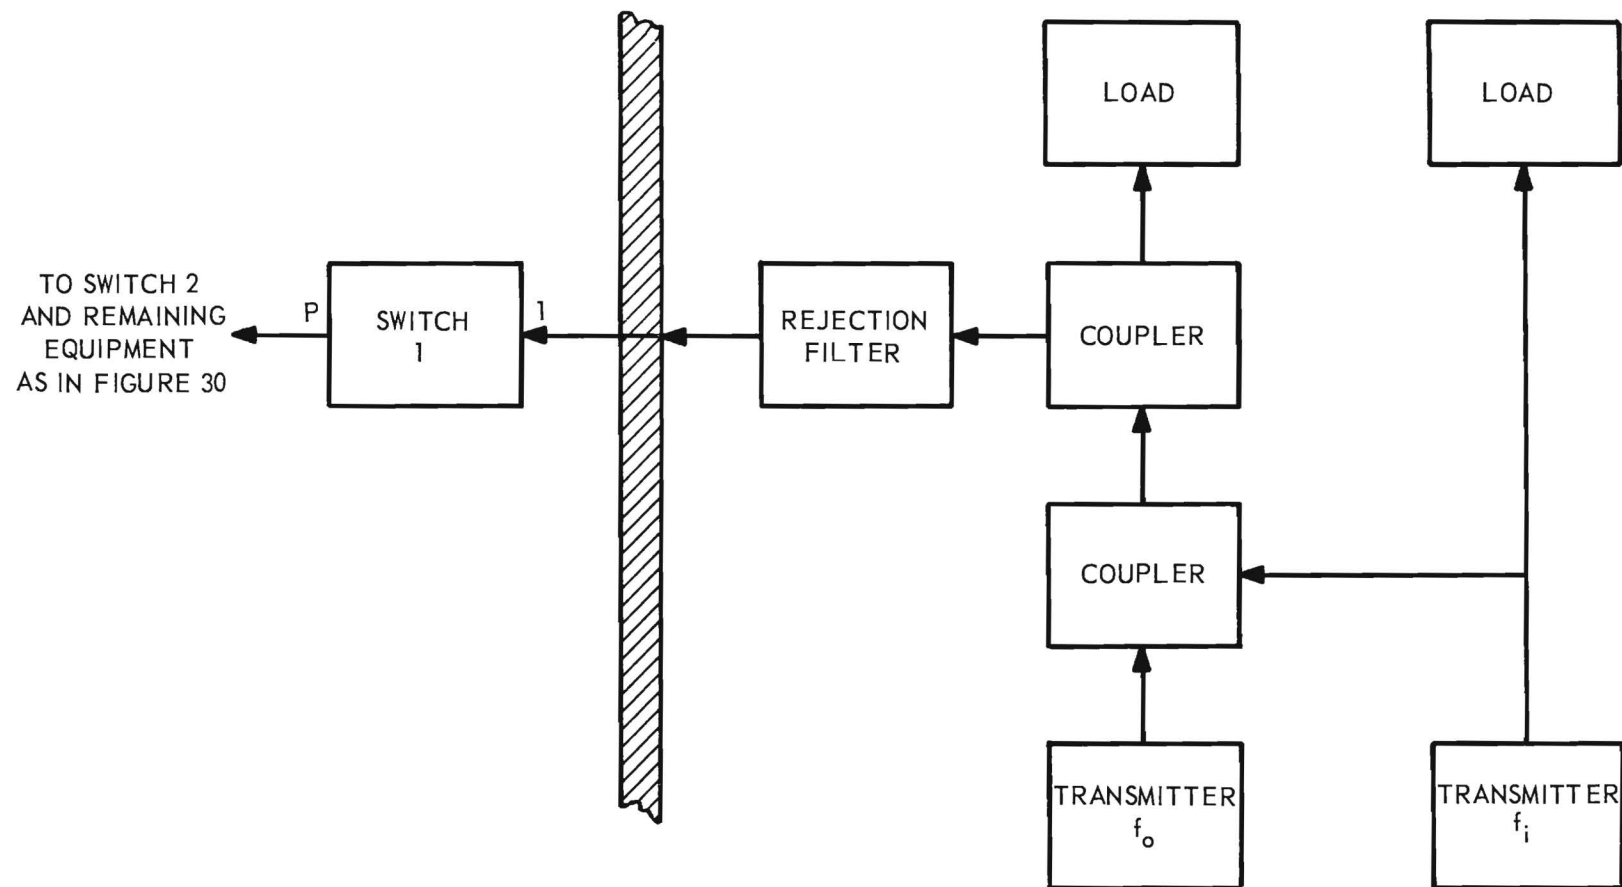 LOAD
LOAD
TO SWITCH 2
AND REMAINING
EQUIPMENT
AS IN FIGURE 30
P
SWITCH
1
1
REJECTION
FILTER
COUPLER
COUPLER
TRANSMITTER
fo
TRANSMITTER
fi